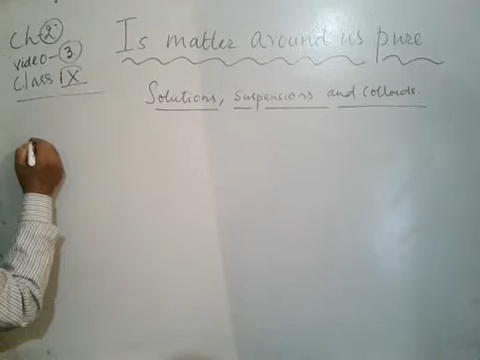 Ch 2
video - 3.
Class IX
Is matter around us pure
Solutions, suspensions and colloids.